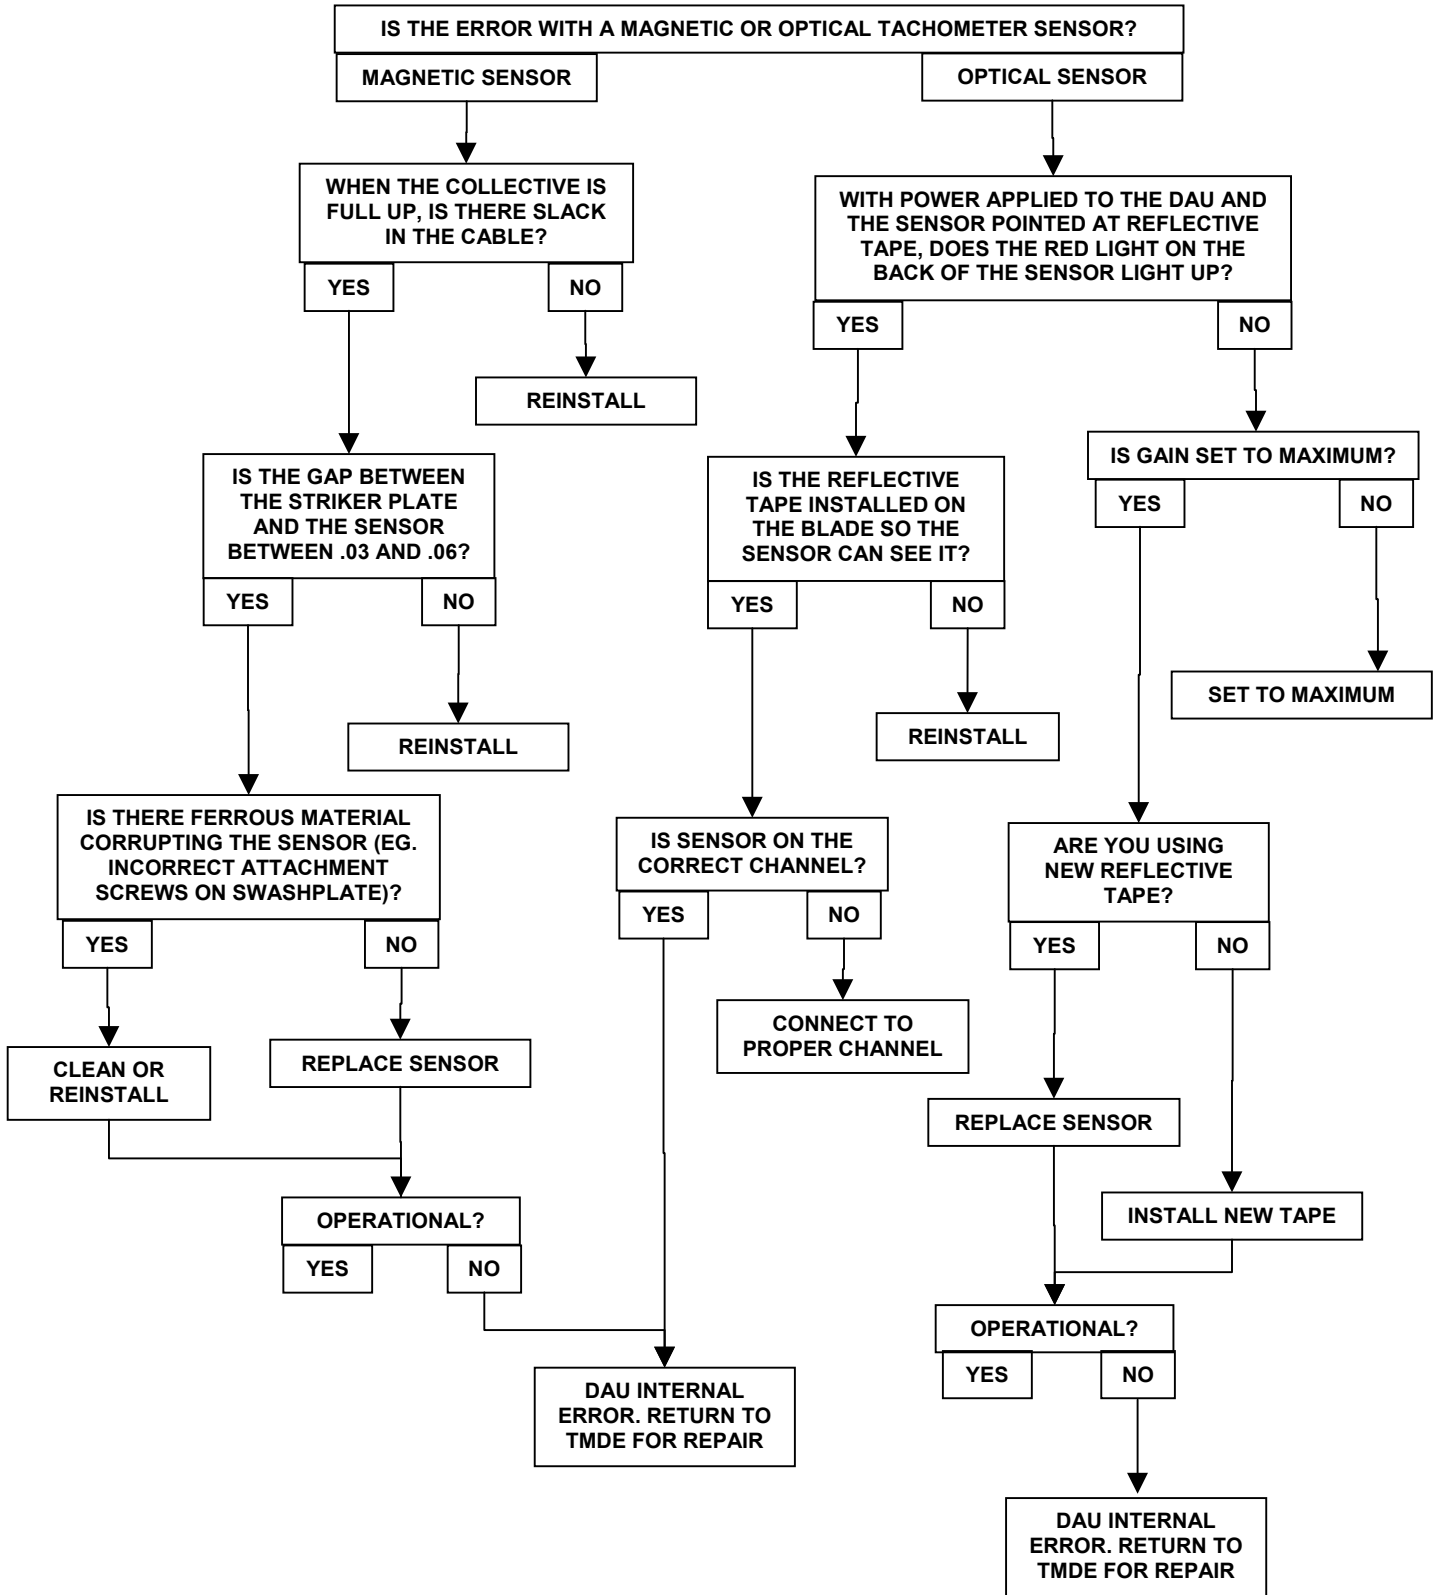 IS THE ERROR WITH A MAGNETIC OR OPTICAL TACHOMETER SENSOR?
MAGNETIC SENSOR
OPTICAL SENSOR
WHEN THE COLLECTIVE IS
FULL UP, IS THERE SLACK
IN THE CABLE?
YES
NO
REINSTALL
WITH POWER APPLIED TO THE DAU AND
THE SENSOR POINTED AT REFLECTIVE
TAPE, DOES THE RED LIGHT ON THE
BACK OF THE SENSOR LIGHT UP?
YES
NO
IS THE GAP BETWEEN
THE STRIKER PLATE
AND THE SENSOR
BETWEEN .03 AND .06?
YES
NO
REINSTALL
IS THE REFLECTIVE
TAPE INSTALLED ON
THE BLADE SO THE
SENSOR CAN SEE IT?
YES
NO
REINSTALL
IS GAIN SET TO MAXIMUM?
YES
NO
SET TO MAXIMUM
IS THERE FERROUS MATERIAL
CORRUPTING THE SENSOR (EG.
INCORRECT ATTACHMENT
SCREWS ON SWASHPLATE)?
YES
NO
CLEAN OR
REINSTALL
REPLACE SENSOR
OPERATIONAL?
YES
NO
IS SENSOR ON THE
CORRECT CHANNEL?
YES
NO
CONNECT TO
PROPER CHANNEL
DAU INTERNAL
ERROR. RETURN TO
TMDE FOR REPAIR
ARE YOU USING
NEW REFLECTIVE
TAPE?
YES
NO
REPLACE SENSOR
INSTALL NEW TAPE
OPERATIONAL?
YES
NO
DAU INTERNAL
ERROR. RETURN TO
TMDE FOR REPAIR